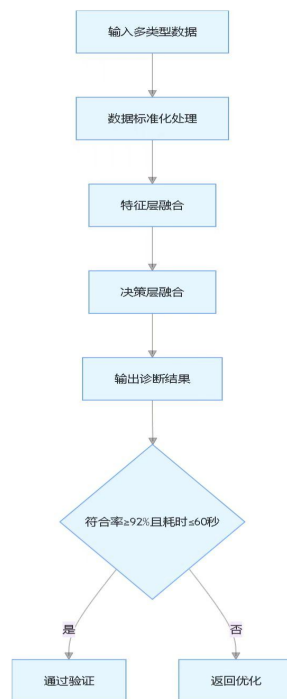 输入多类型数据
数据标准化处理
特征层融合
决策层融合
输出诊断结果
符合率≥92%且耗时≤60秒
是
否
通过验证
返回优化